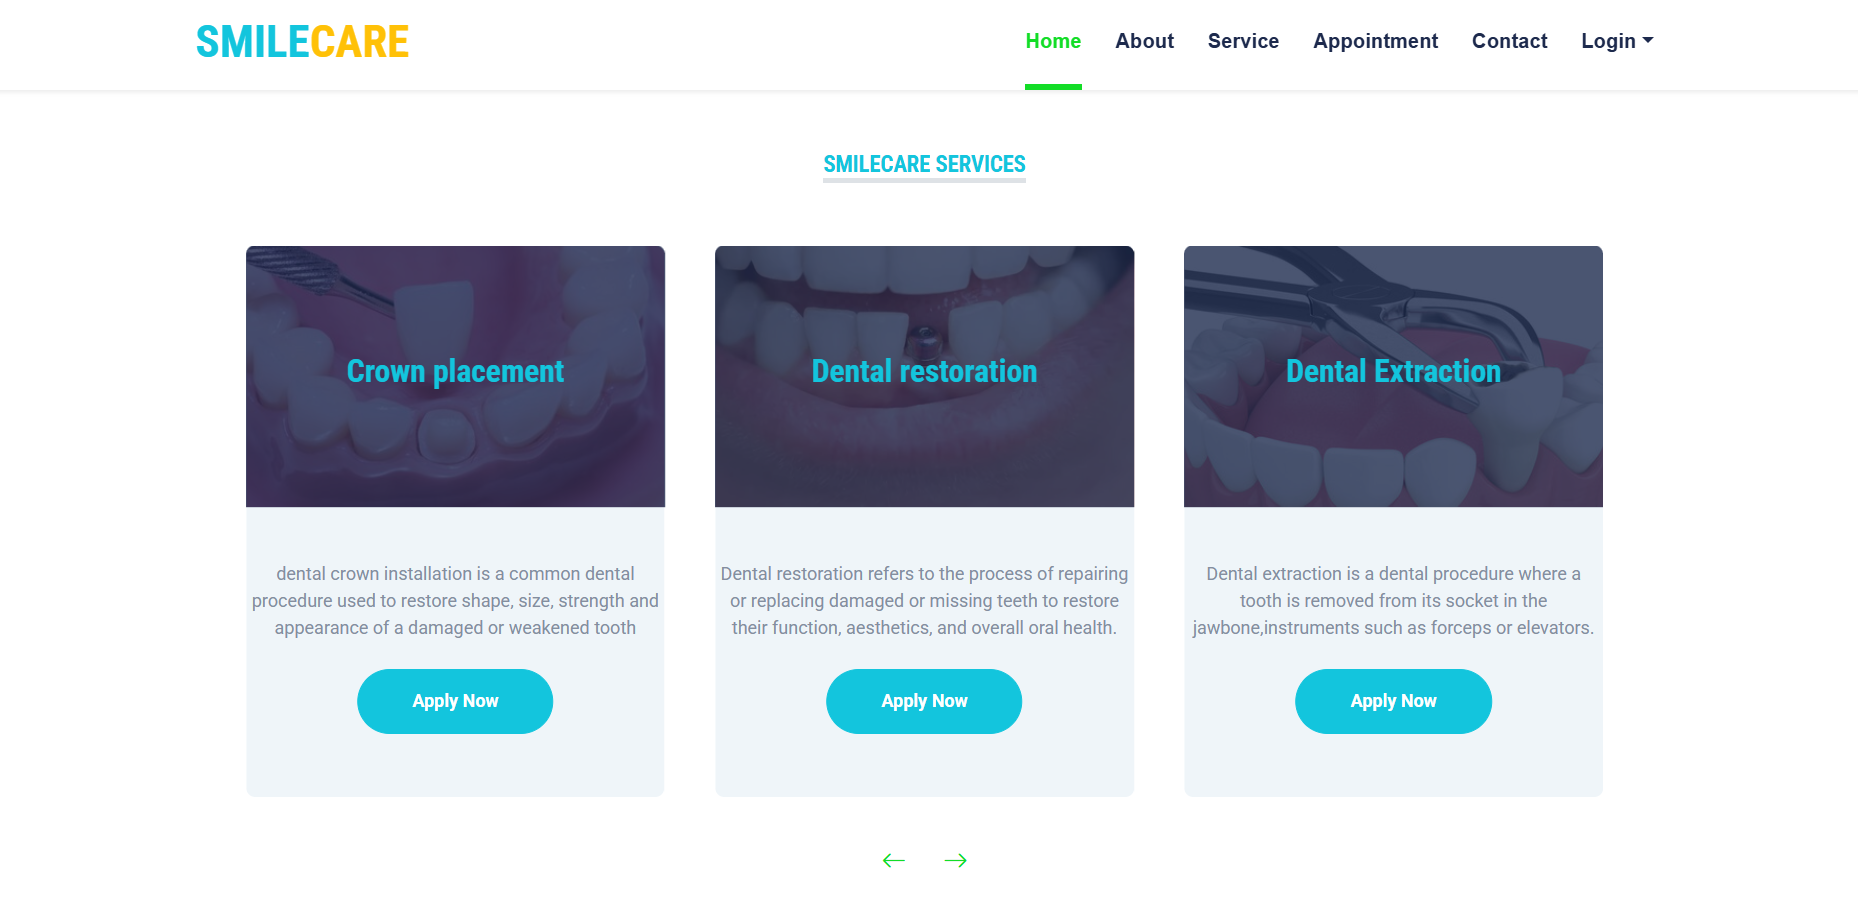 SMILECARE
Home About Service Appointment Contact Login
SMILECARE SERVICES
Crown placement
dental crown installation is a common dental
procedure used to restore shape, size, strength and
appearance of a damaged or weakened tooth
Apply Now
Dental restoration
Dental restoration refers to the process of repairing
or replacing damaged or missing teeth to restore
their function, aesthetics, and overall oral health.
Apply Now
Dental Extraction
Dental extraction is a dental procedure where a
tooth is removed from its socket in the
jawbone,instruments such as forceps or elevators.
Apply Now